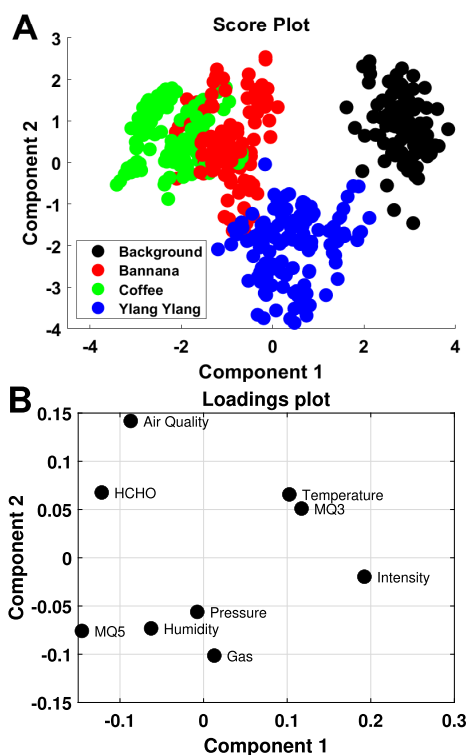 A
Score Plot
3
2
1
0
-1
-2
-3
-4
Component 2
Background
Bannana
Coffee
Ylang Ylang
-4 -2 0 2 4
Component 1
B
Loadings plot
0.15
0.1
0.05
0
-0.05
-0.1
-0.15
Component 2
Air Quality
HCHO
Temperature
MQ3
Intensity
Pressure
MQ5
Humidity
Gas
-0.1 0 0.1 0.2 0.3
Component 1